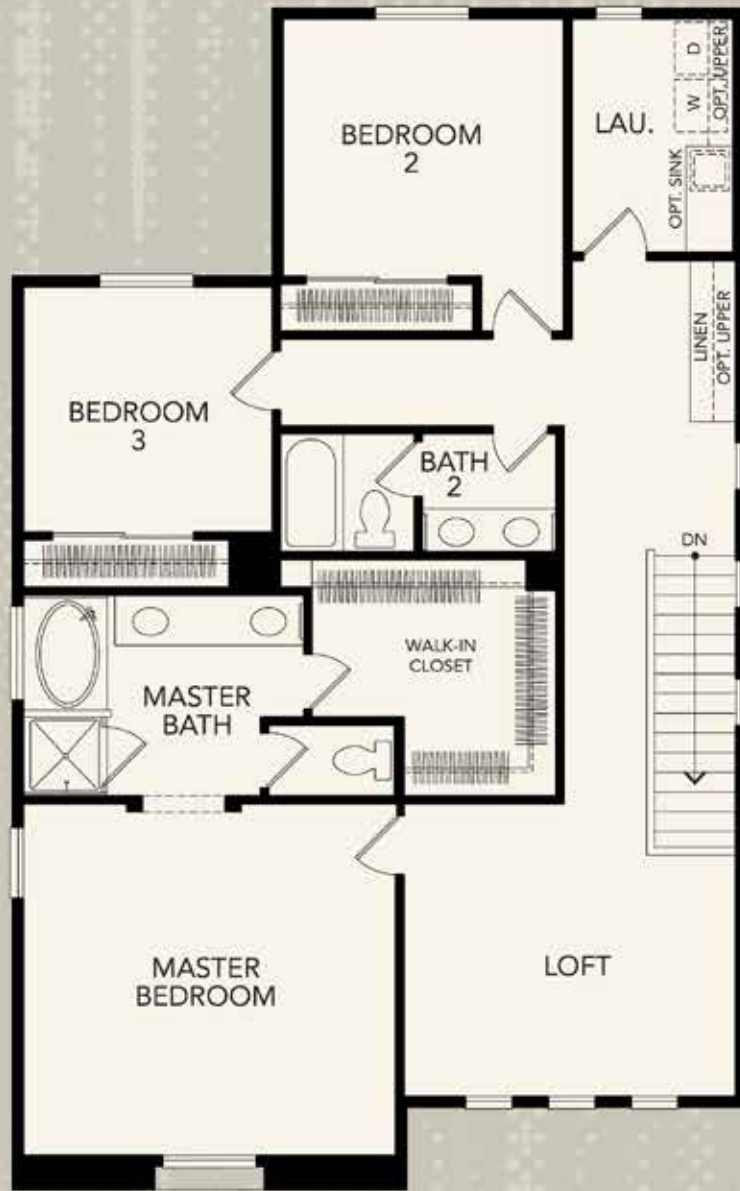 BEDROOM
2
LAU.
D
W
OPT. UPPER
OPT. SINK
LINEN
OPT. UPPER
BEDROOM
3
BATH
2
DN
WALK-IN
CLOSET
MASTER
BATH
MASTER
BEDROOM
LOFT